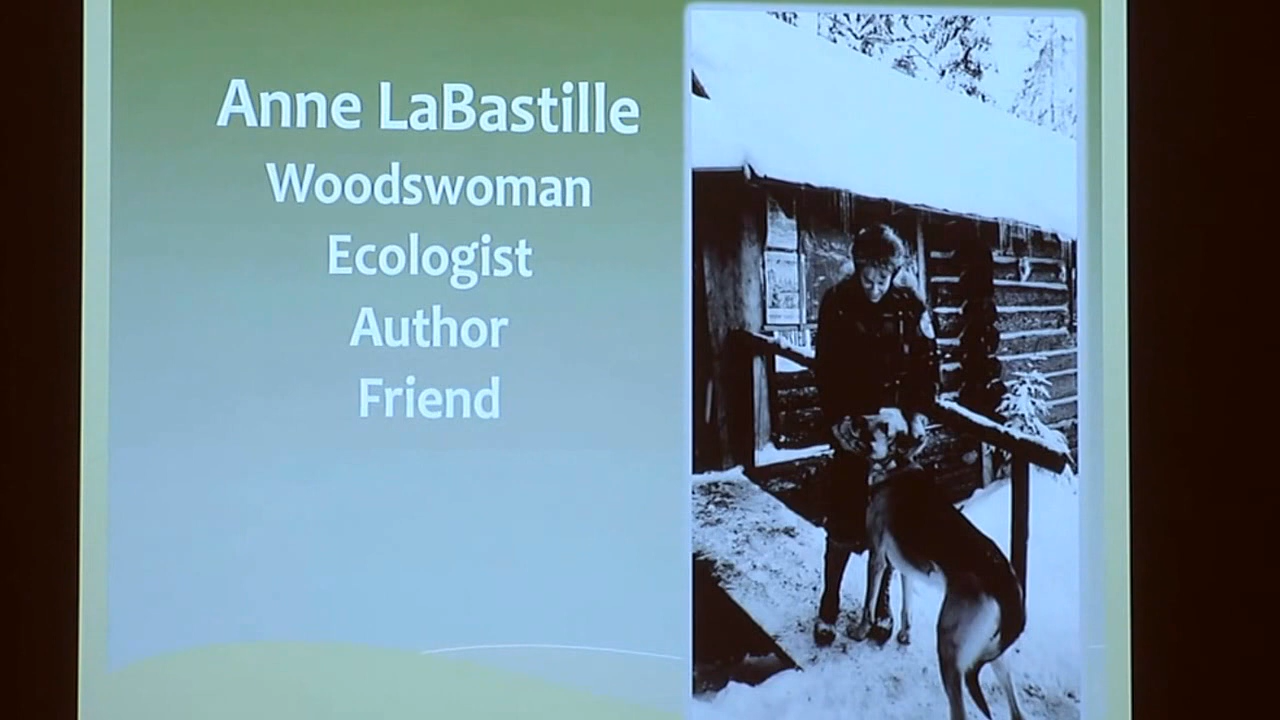 Anne LaBastille
Woodswoman
Ecologist
Author
Friend